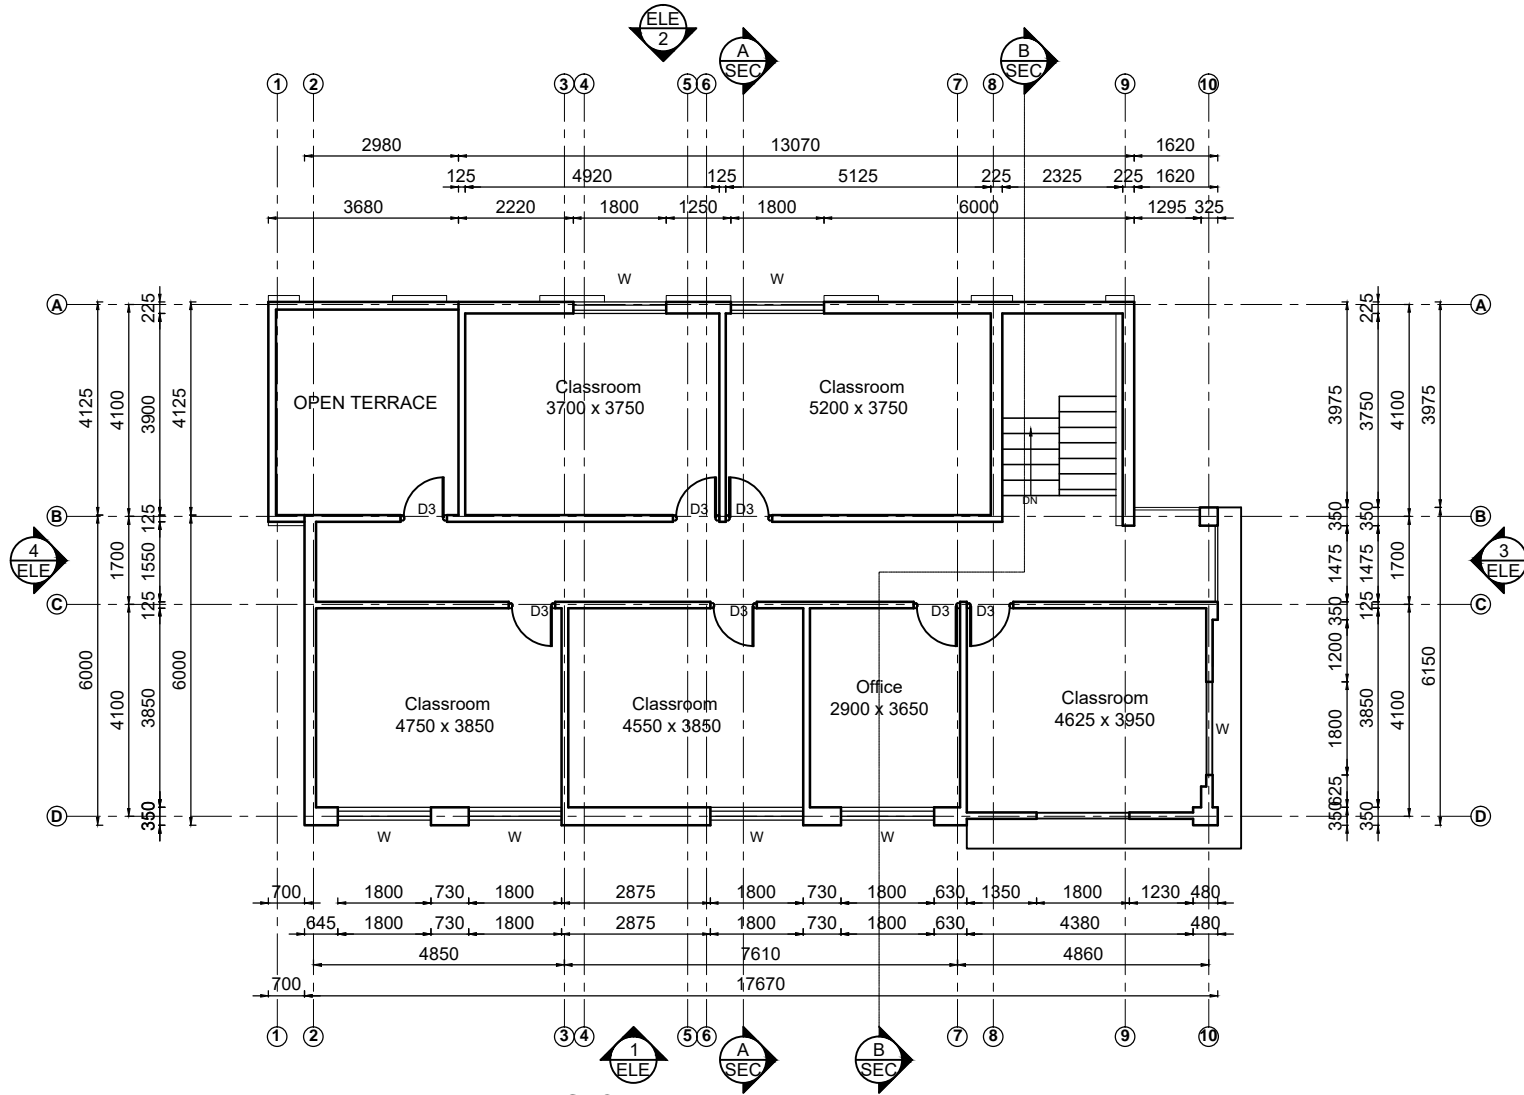 ELE
2
A
SEC
B
SEC
1 2 3 4 5 6 7 8 9 10
2980 13070 1620
125 4920 125 5125 225 2325 225 1620
3680 2220 1800 1250 1800 6000 1295 325
W W
A A
225 225
4125 4100 3900 4125
3975 3750 4100 3975
OPEN TERRACE
Classroom
3700 x 3750
Classroom
5200 x 3750
D3 D3 D3
DN
B B
125 350 350
4
ELE
3
ELE
1700 1550
1475 1475 1700
C C
125 350 125
D3 D3 D3 D3
6000 4100 3850 6000
1200 1800 625 3850 4100 6150
Classroom
4750 x 3850
Classroom
4550 x 3850
Office
2900 x 3650
Classroom
4625 x 3950
W
D D
350 350 350
W W W W
700 1800 730 1800 2875 1800 730 1800 630 1350 1800 1230 480
645 1800 730 1800 2875 1800 730 1800 630 4380 480
4850 7610 4860
700 17670
1 2 3 4 5 6 7 8 9 10
1
ELE
A
SEC
B
SEC